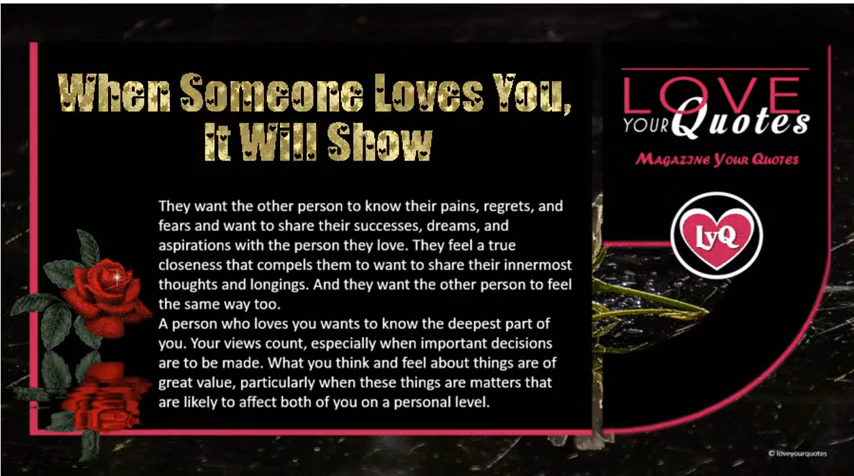 When Someone Loves You,
It Will Show
They want the other person to know their pains, regrets, and
fears and want to share their successes, dreams, and
aspirations with the person they love. They feel a true
closeness that compels them to want to share their innermost
thoughts and longings. And they want the other person to feel
the same way too.
A person who loves you wants to know the deepest part of
you. Your views count, especially when important decisions
are to be made. What you think and feel about things are of
great value, particularly when these things are matters that
are likely to affect both of you on a personal level.
LOVE
YOUR Quotes
Magazine Your Quotes
LyQ
© loveyourquotes